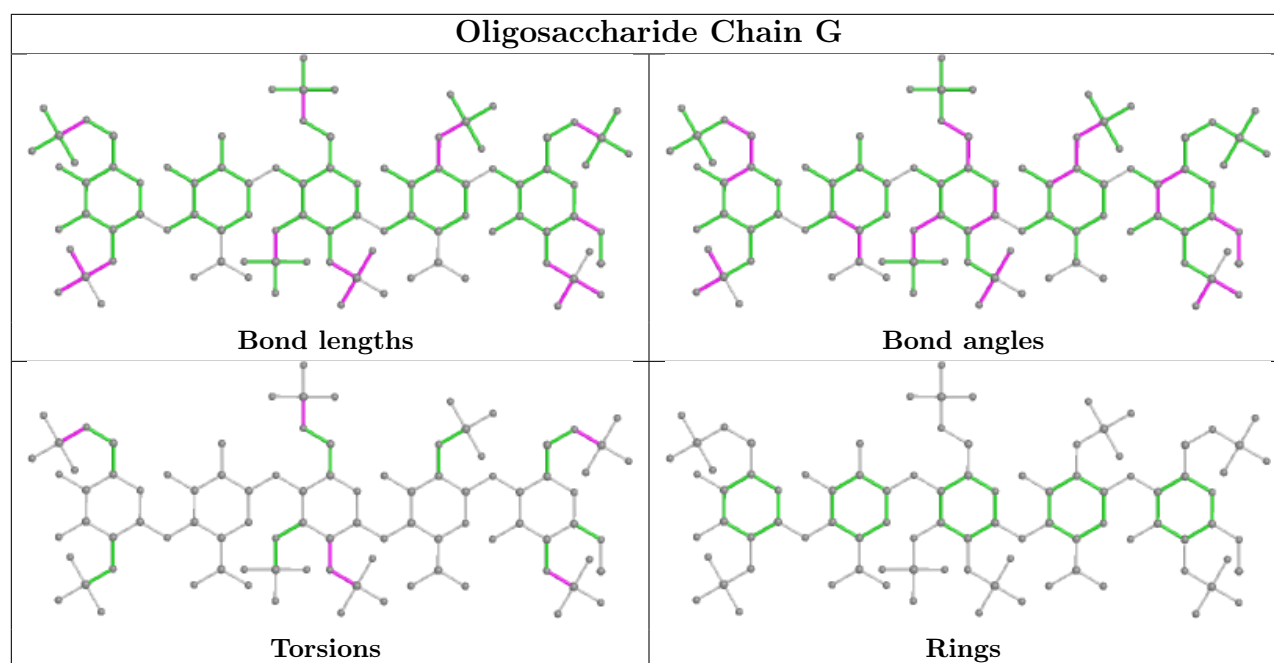 Oligosaccharide Chain G
Bond lengths
Bond angles
Torsions
Rings